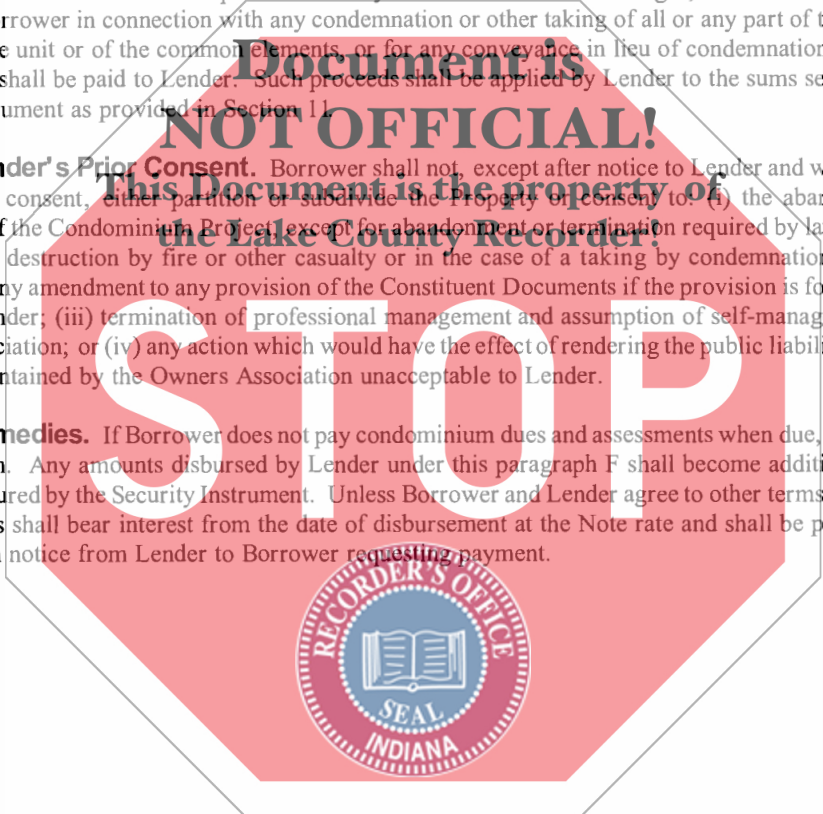 rrower in connection with any condemnation or other taking of all or any part of t
e unit or of the common elements, or for any conveyance in lieu of condemnation
shall be paid to Lender. Such proceeds shall be applied by Lender to the sums se
ument as provided in Section 11.
Document is
NOT OFFICIAL!
This Document is the property of
the Lake County Recorder!
nder's Prior Consent. Borrower shall not, except after notice to Lender and w
consent, either partition or subdivide the Property or consent to: (i) the aban
f the Condominium Project, except for abandonment or termination required by la
destruction by fire or other casualty or in the case of a taking by condemnation
ny amendment to any provision of the Constituent Documents if the provision is fo
nder; (iii) termination of professional management and assumption of self-manag
ciation; or (iv) any action which would have the effect of rendering the public liabili
ntained by the Owners Association unacceptable to Lender.
STOP
medies. If Borrower does not pay condominium dues and assessments when due,
n. Any amounts disbursed by Lender under this paragraph F shall become additi
ured by the Security Instrument. Unless Borrower and Lender agree to other terms
s shall bear interest from the date of disbursement at the Note rate and shall be p
notice from Lender to Borrower requesting payment.
RECORDER'S OFFICE
SEAL
INDIANA